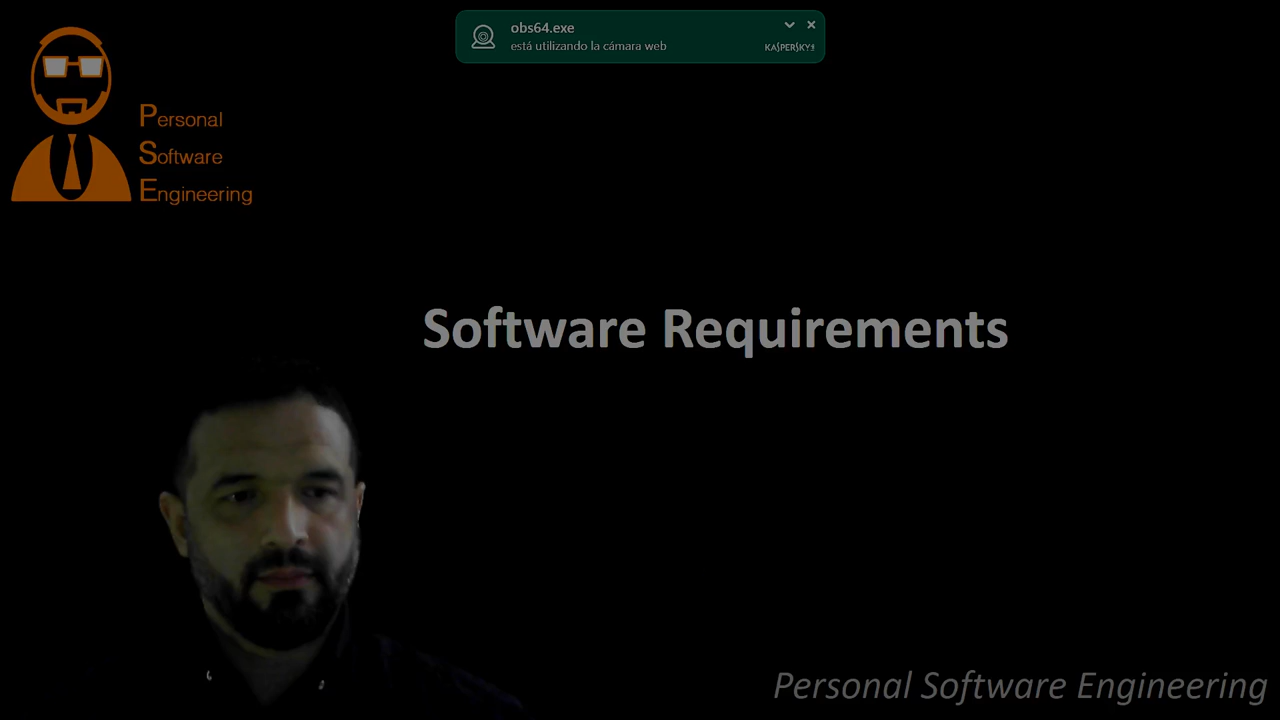 obs64.exe
está utilizando la cámara web
KASPERSKY
Personal
Software
Engineering
Software Requirements
Personal Software Engineering